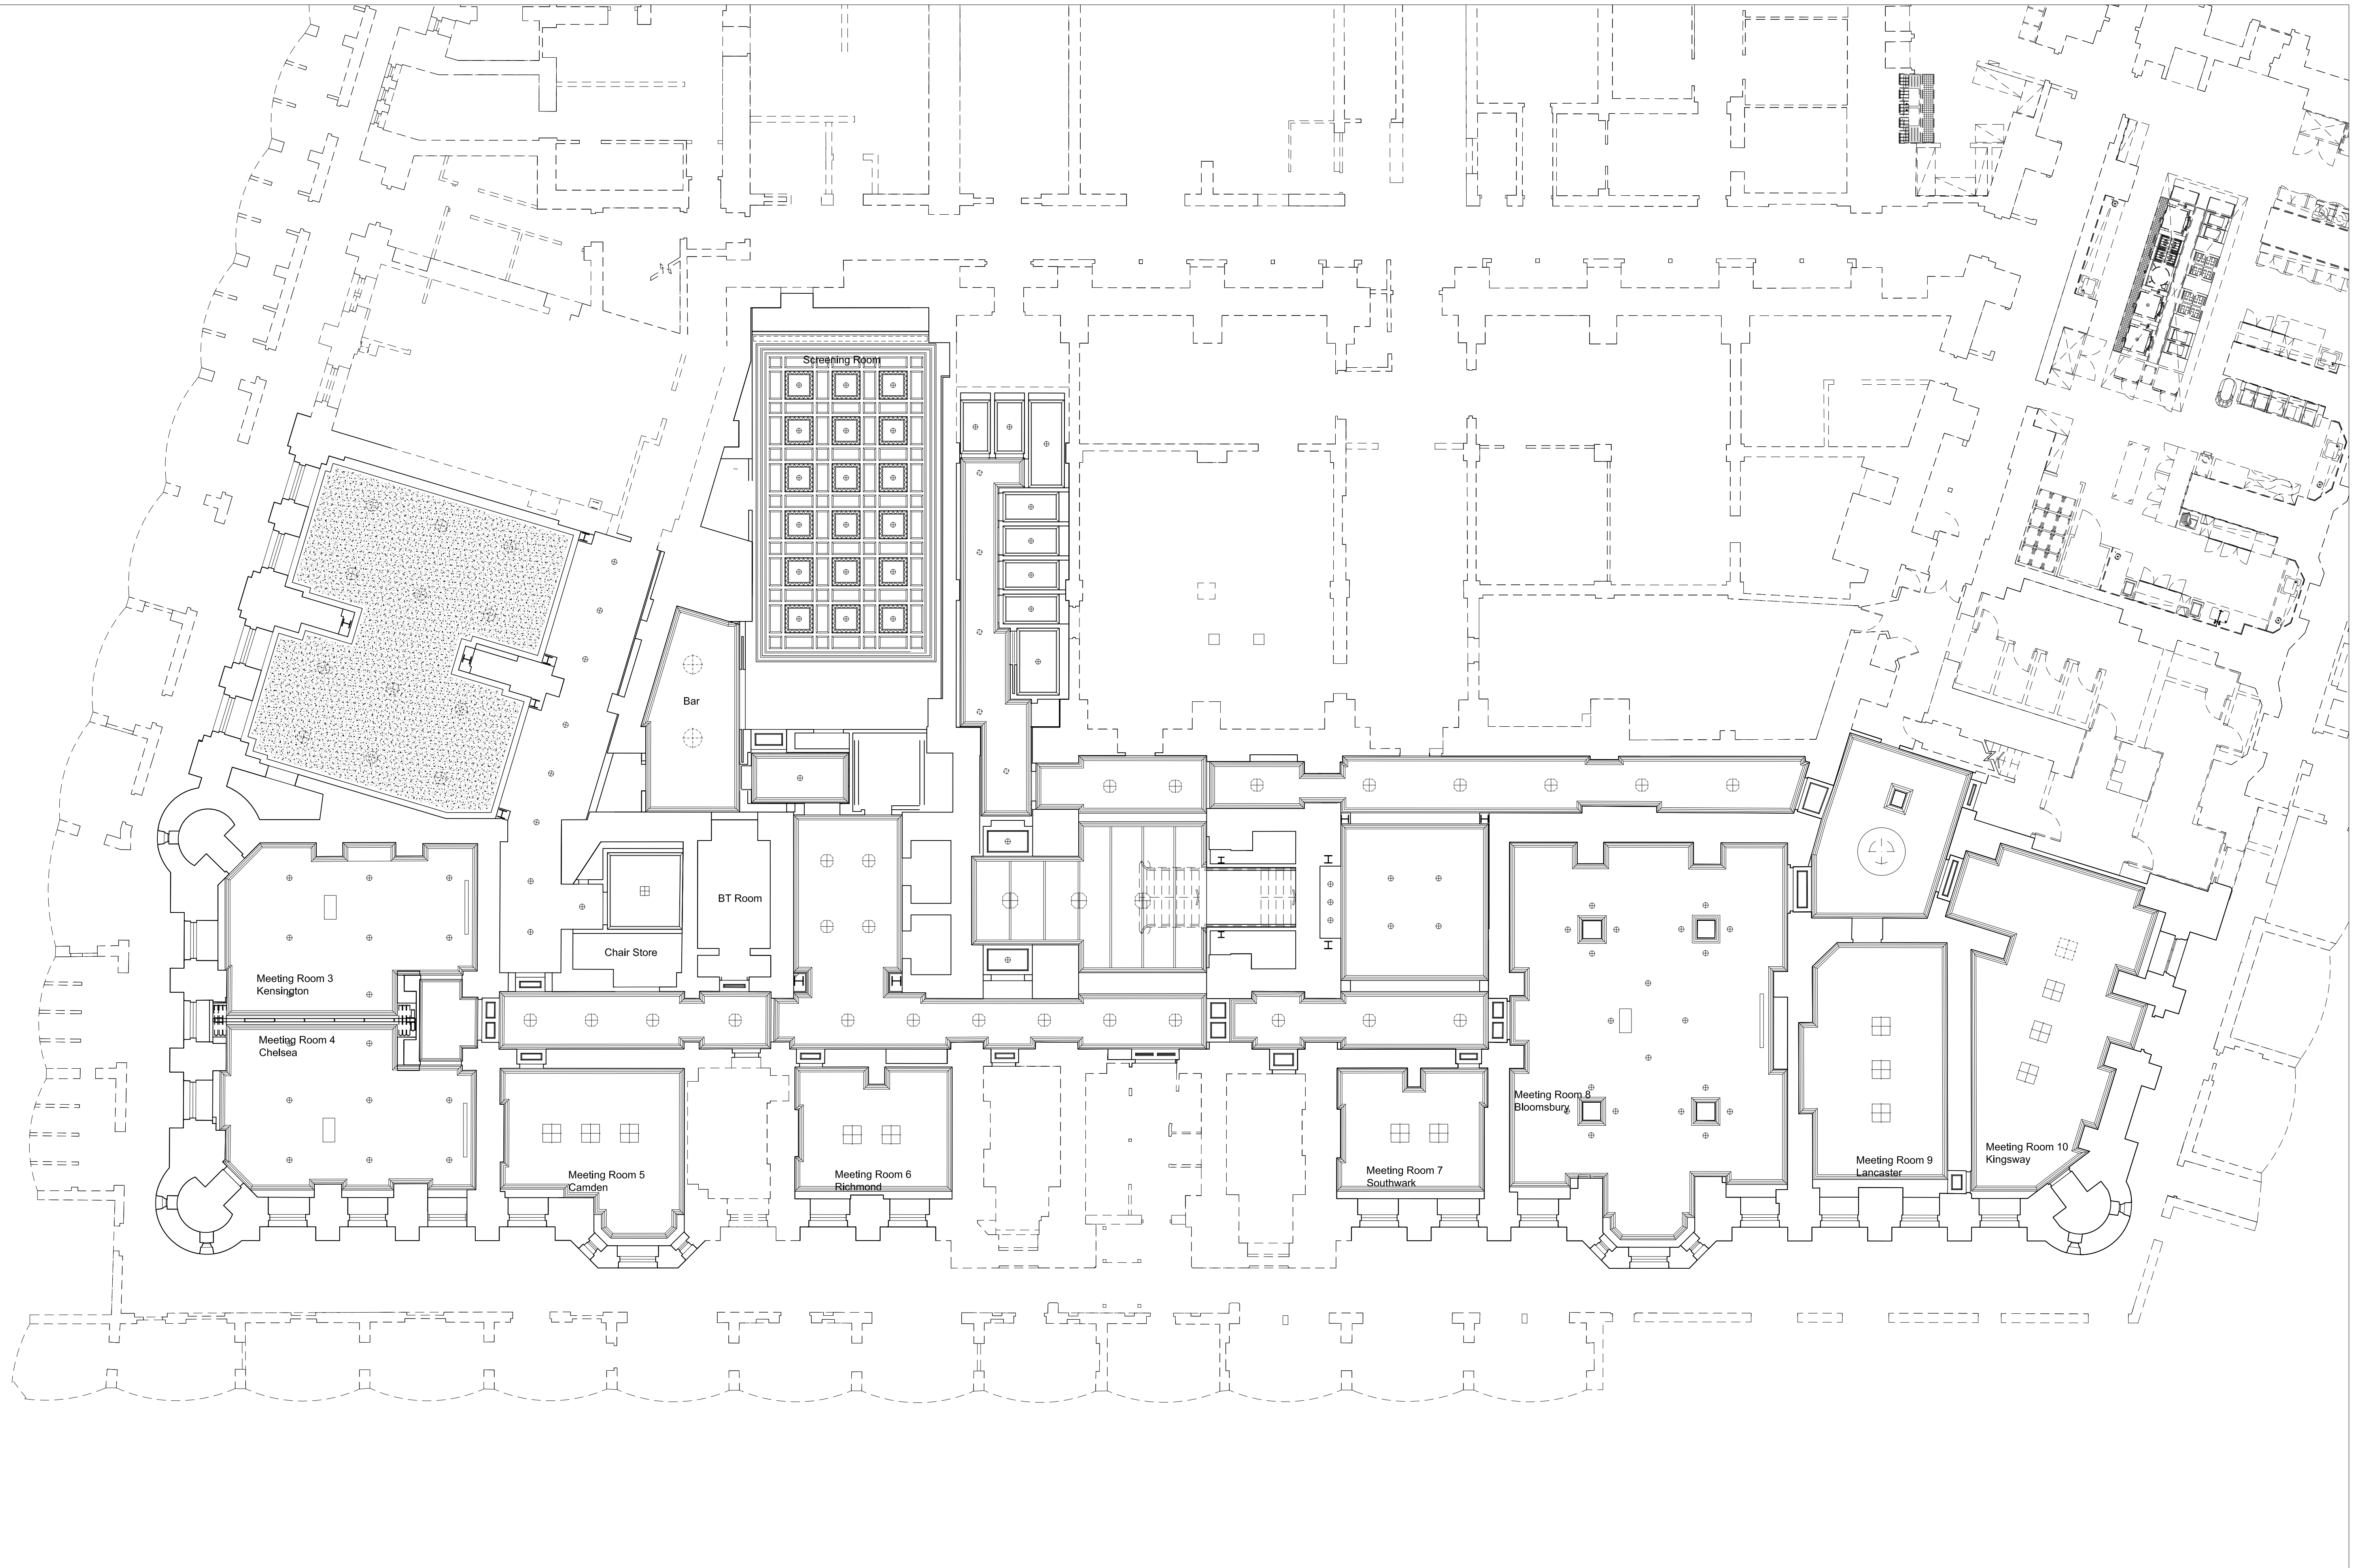 Screening Room
Bar
BT Room
Chair Store
Meeting Room 3
Kensington
Meeting Room 4
Chelsea
Meeting Room 5
Camden
Meeting Room 6
Richmond
Meeting Room 7
Southwark
Meeting Room 8
Bloomsbury
Meeting Room 9
Lancaster
Meeting Room 10
Kingsway